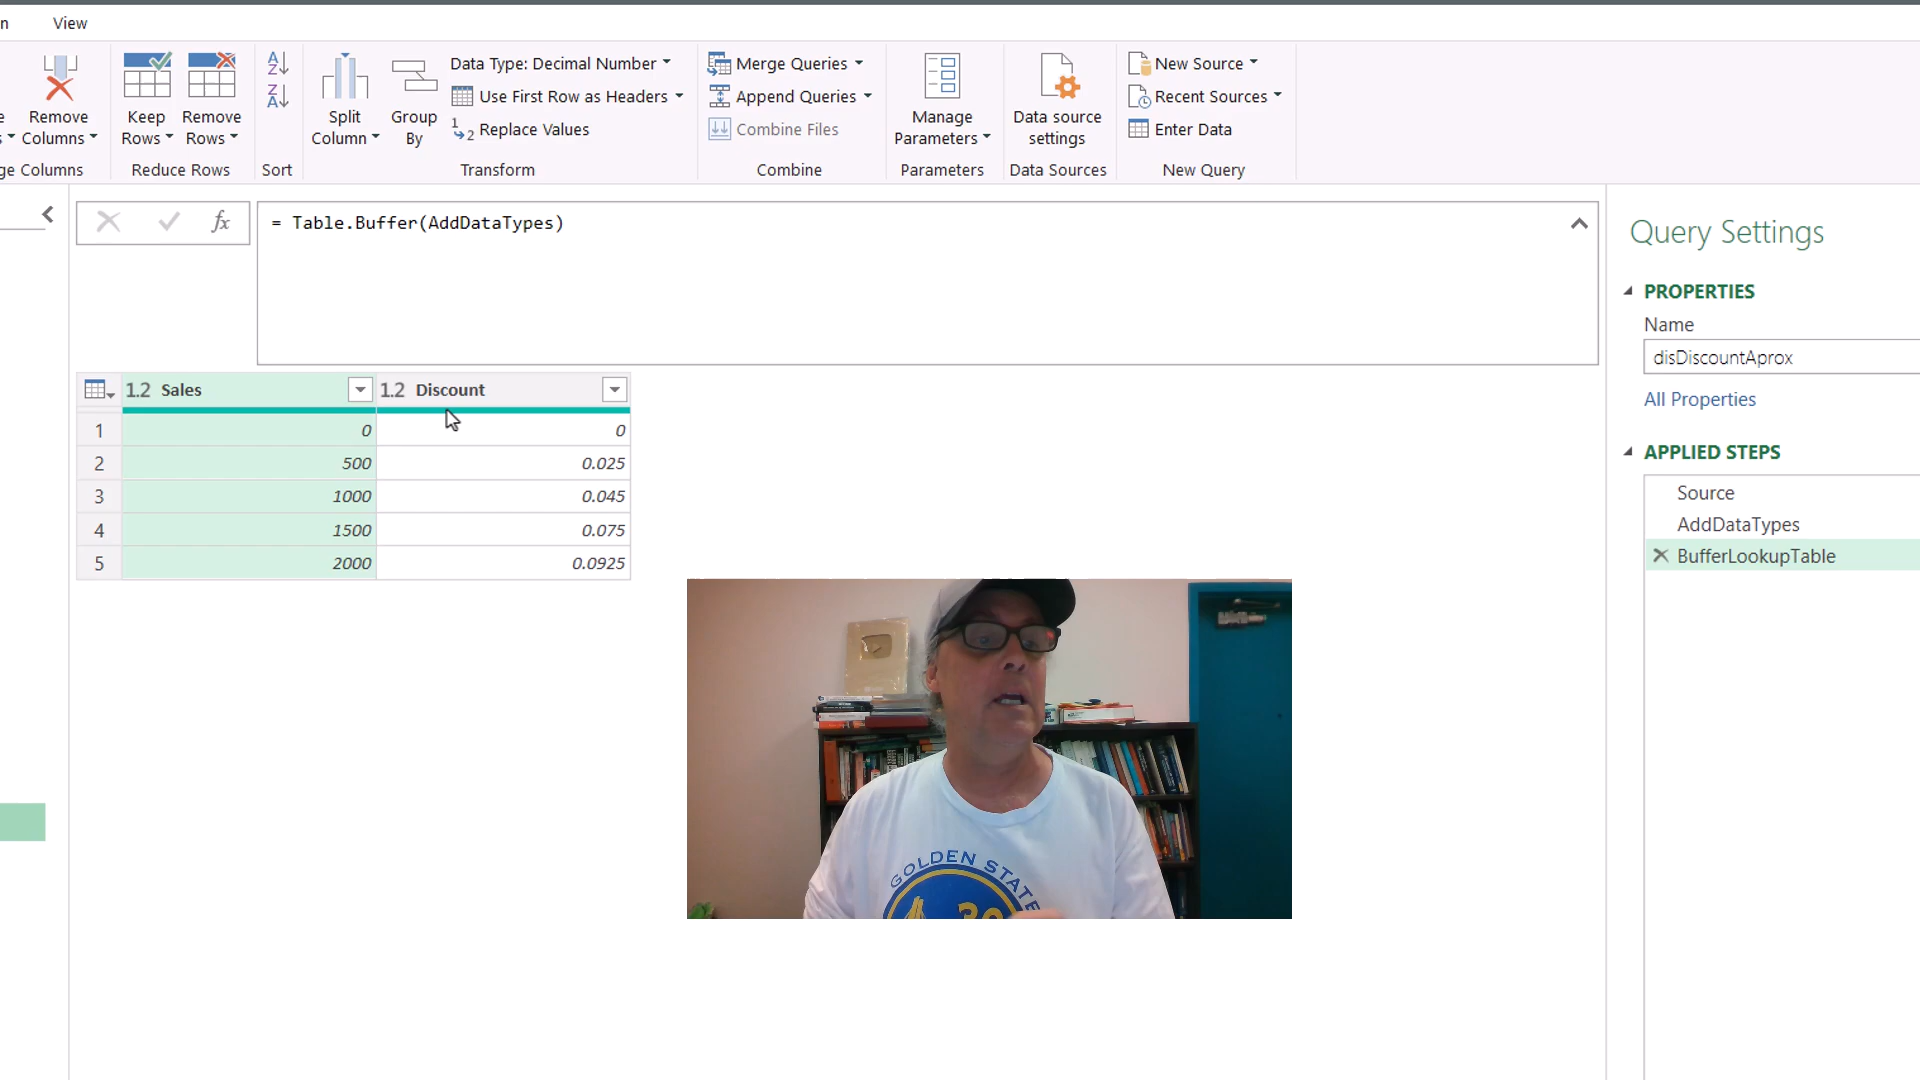 n View
Remove Columns
Keep Rows
Remove Rows
A Z
Z A
Split Column
Group By
Data Type: Decimal Number
Use First Row as Headers
1 2 Replace Values
Merge Queries
Append Queries
Combine Files
Manage Parameters
Data source settings
New Source
Recent Sources
Enter Data
ge Columns
Reduce Rows
Sort
Transform
Combine
Parameters
Data Sources
New Query
fx
= Table.Buffer(AddDataTypes)
1.2 Sales 1.2 Discount
1 0 0
2 500 0.025
3 1000 0.045
4 1500 0.075
5 2000 0.0925
Query Settings
PROPERTIES
Name
disDiscountAprox
All Properties
APPLIED STEPS
Source
AddDataTypes
BufferLookupTable
GOLDEN STATE